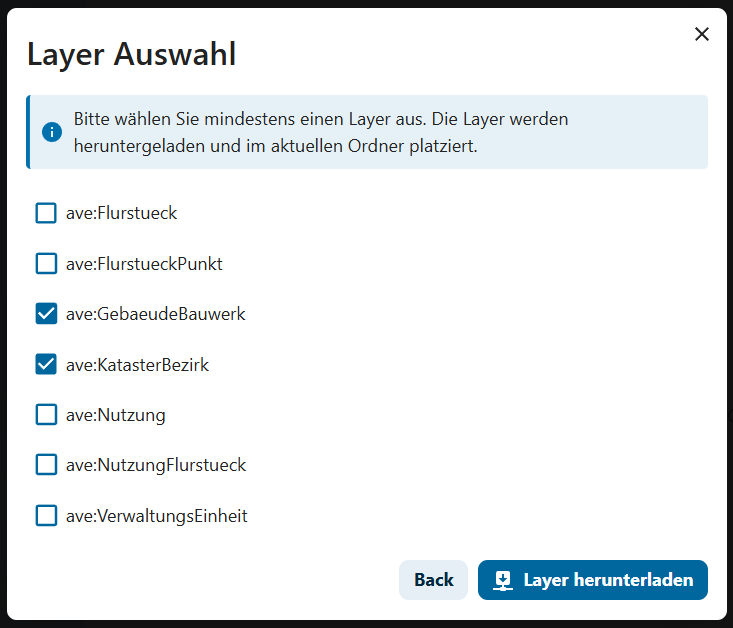 Layer Auswahl
Bitte wählen Sie mindestens einen Layer aus. Die Layer werden
heruntergeladen und im aktuellen Ordner platziert.
ave:Flurstueck
ave:FlurstueckPunkt
ave:GebaeudeBauwerk
ave:KatasterBezirk
ave:Nutzung
ave:NutzungFlurstueck
ave:VerwaltungsEinheit
Back
Layer herunterladen